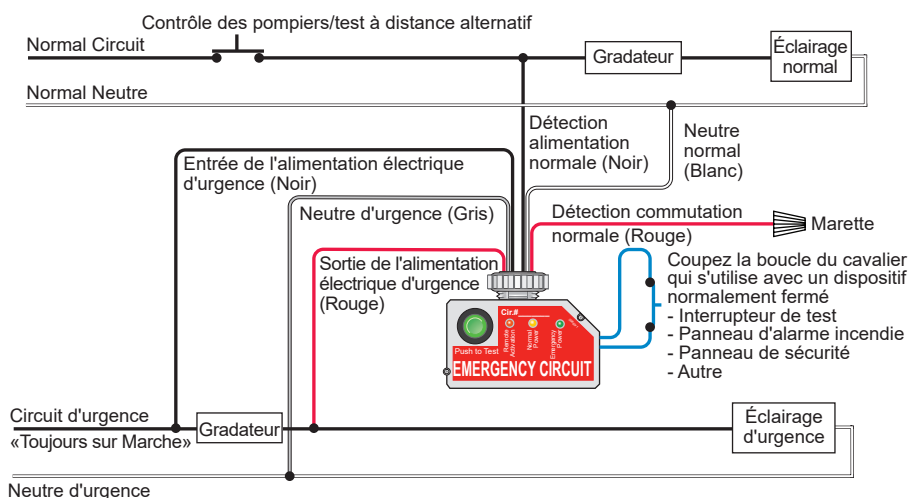 Contrôle des pompiers/test à distance alternatif
Normal Circuit
Gradateur
Éclairage
normal
Normal Neutre
Détection
alimentation
normale (Noir)
Neutre
normal
(Blanc)
Entrée de l'alimentation électrique
d'urgence (Noir)
Neutre d'urgence (Gris)
Détection commutation
normale (Rouge)
Marette
Sortie de l'alimentation
électrique d'urgence
(Rouge)
Coupez la boucle du cavalier
qui s'utilise avec un dispositif
normalement fermé
- Interrupteur de test
- Panneau d'alarme incendie
- Panneau de sécurité
- Autre
Cir.#
Push to Test
Remote
Activation
Normal
Power
Emergency
Power
EMERGENCY CIRCUIT
Circuit d'urgence
«Toujours sur Marche»
Gradateur
Éclairage
d'urgence
Neutre d'urgence